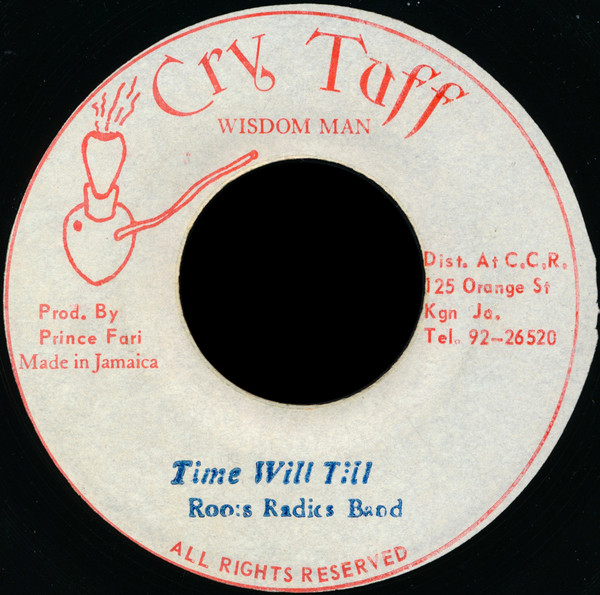 Cry Tuff
WISDOM MAN
Dist. At C.C.R.
125 Orange St
Kgn Ja.
Tel. 92-26520
Prod. By
Prince Fari
Made in Jamaica
Time Will Till
Roots Radics Band
ALL RIGHTS RESERVED